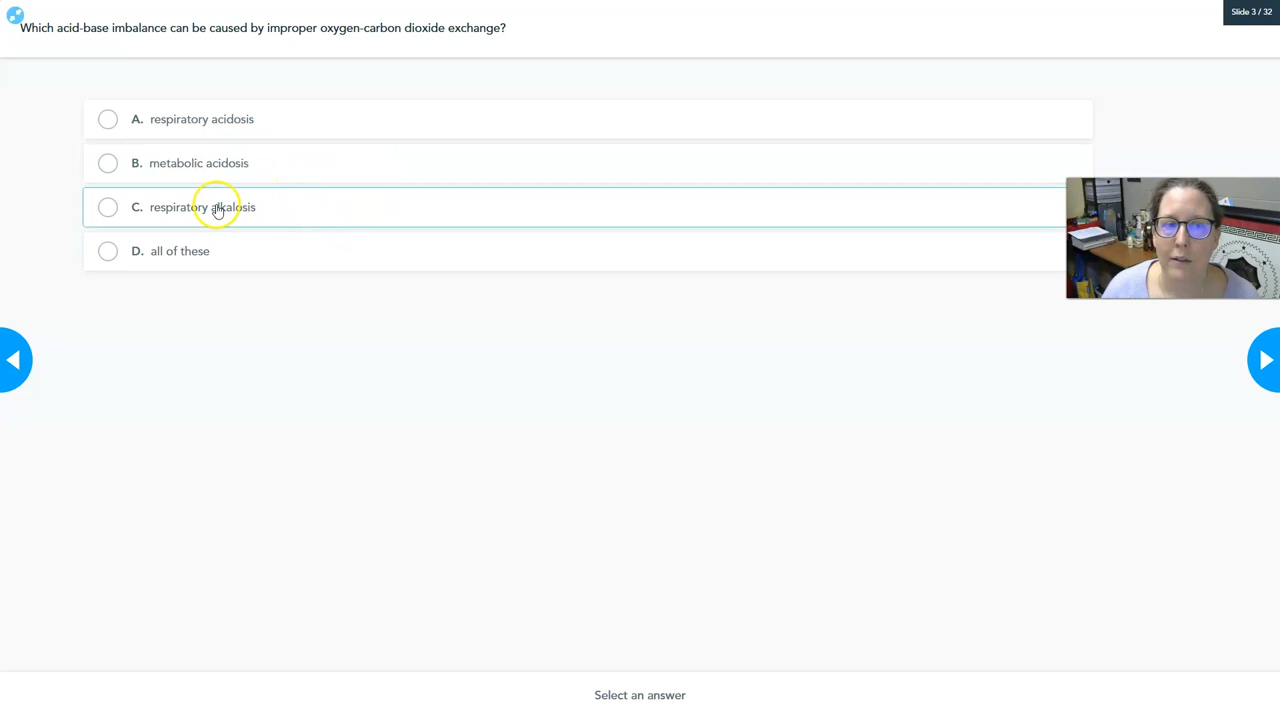 Slide 3 / 32
Which acid-base imbalance can be caused by improper oxygen-carbon dioxide exchange?
A. respiratory acidosis
B. metabolic acidosis
C. respiratory alkalosis
D. all of these
Select an answer